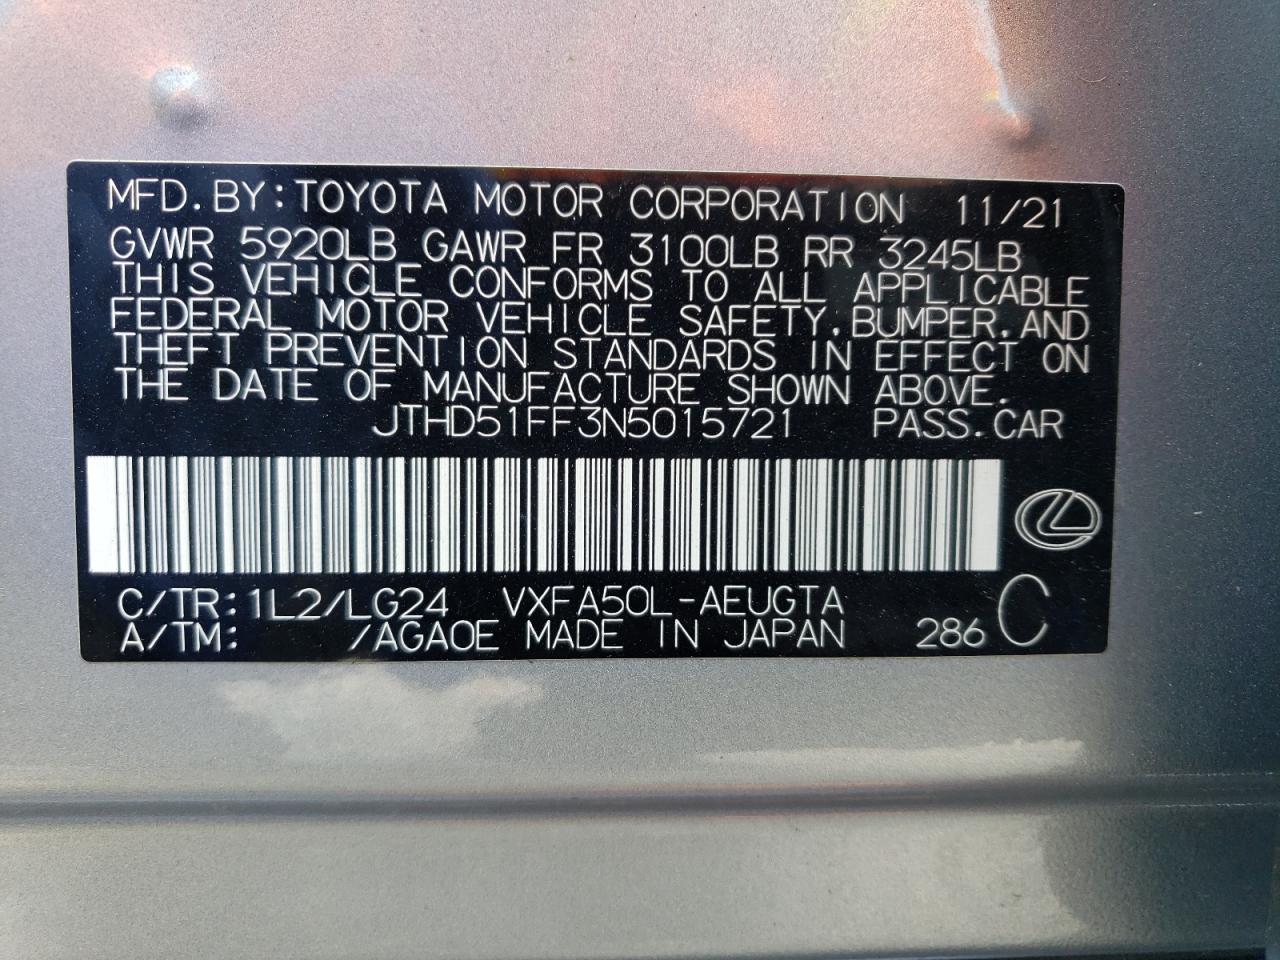 MFD. BY: TOYOTA MOTOR CORPORATION 11/21
GVWR 5920LB GAWR FR 3100LB RR 3245LB
THIS VEHICLE CONFORMS TO ALL APPLICABLE
FEDERAL MOTOR VEHICLE SAFETY, BUMPER, AND
THEFT PREVENTION STANDARDS IN EFFECT ON
THE DATE OF MANUFACTURE SHOWN ABOVE.
JTHD51FF3N5015721 PASS. CAR
C/TR: 1L2/LG24 VXFA50L-AEUGTA
A/TM: /AGA0E MADE IN JAPAN 286 C